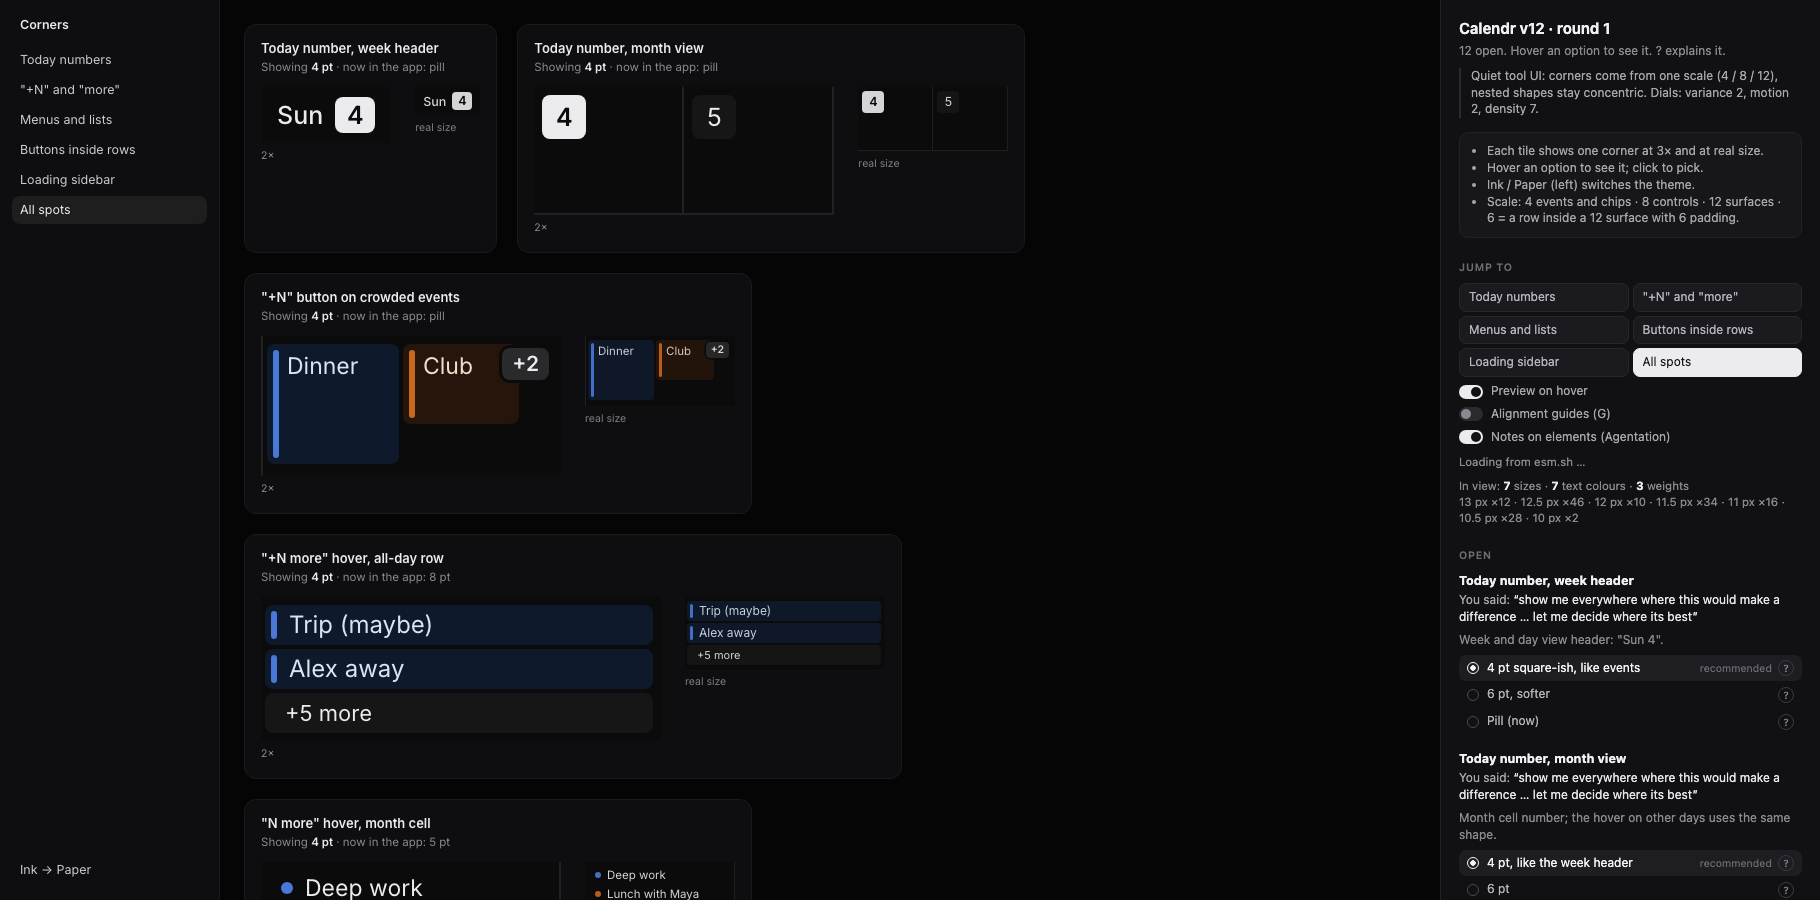 Corners
Today numbers
"+N" and "more"
Menus and lists
Buttons inside rows
Loading sidebar
All spots
Ink → Paper
Today number, week header
Showing 4 pt · now in the app: pill
Sun 4
2×
Sun 4
real size
Today number, month view
Showing 4 pt · now in the app: pill
4 5
2×
4 5
real size
"+N" button on crowded events
Showing 4 pt · now in the app: pill
Dinner Club +2
2×
Dinner Club +2
real size
"+N more" hover, all-day row
Showing 4 pt · now in the app: 8 pt
Trip (maybe)
Alex away
+5 more
2×
Trip (maybe)
Alex away
+5 more
real size
"N more" hover, month cell
Showing 4 pt · now in the app: 5 pt
Deep work
Deep work
Lunch with Maya
Calendr v12 · round 1
12 open. Hover an option to see it. ? explains it.
Quiet tool UI: corners come from one scale (4 / 8 / 12),
nested shapes stay concentric. Dials: variance 2, motion
2, density 7.
• Each tile shows one corner at 3× and at real size.
• Hover an option to see it; click to pick.
• Ink / Paper (left) switches the theme.
• Scale: 4 events and chips · 8 controls · 12 surfaces ·
6 = a row inside a 12 surface with 6 padding.
JUMP TO
Today numbers "+N" and "more"
Menus and lists Buttons inside rows
Loading sidebar All spots
Preview on hover
Alignment guides (G)
Notes on elements (Agentation)
Loading from esm.sh …
In view: 7 sizes · 7 text colours · 3 weights
13 px ×12 · 12.5 px ×46 · 12 px ×10 · 11.5 px ×34 · 11 px ×16 ·
10.5 px ×28 · 10 px ×2
OPEN
Today number, week header
You said: “show me everywhere where this would make a
difference … let me decide where its best”
Week and day view header: "Sun 4".
4 pt square-ish, like events recommended ?
6 pt, softer ?
Pill (now) ?
Today number, month view
You said: “show me everywhere where this would make a
difference … let me decide where its best”
Month cell number; the hover on other days uses the same
shape.
4 pt, like the week header recommended ?
6 pt ?